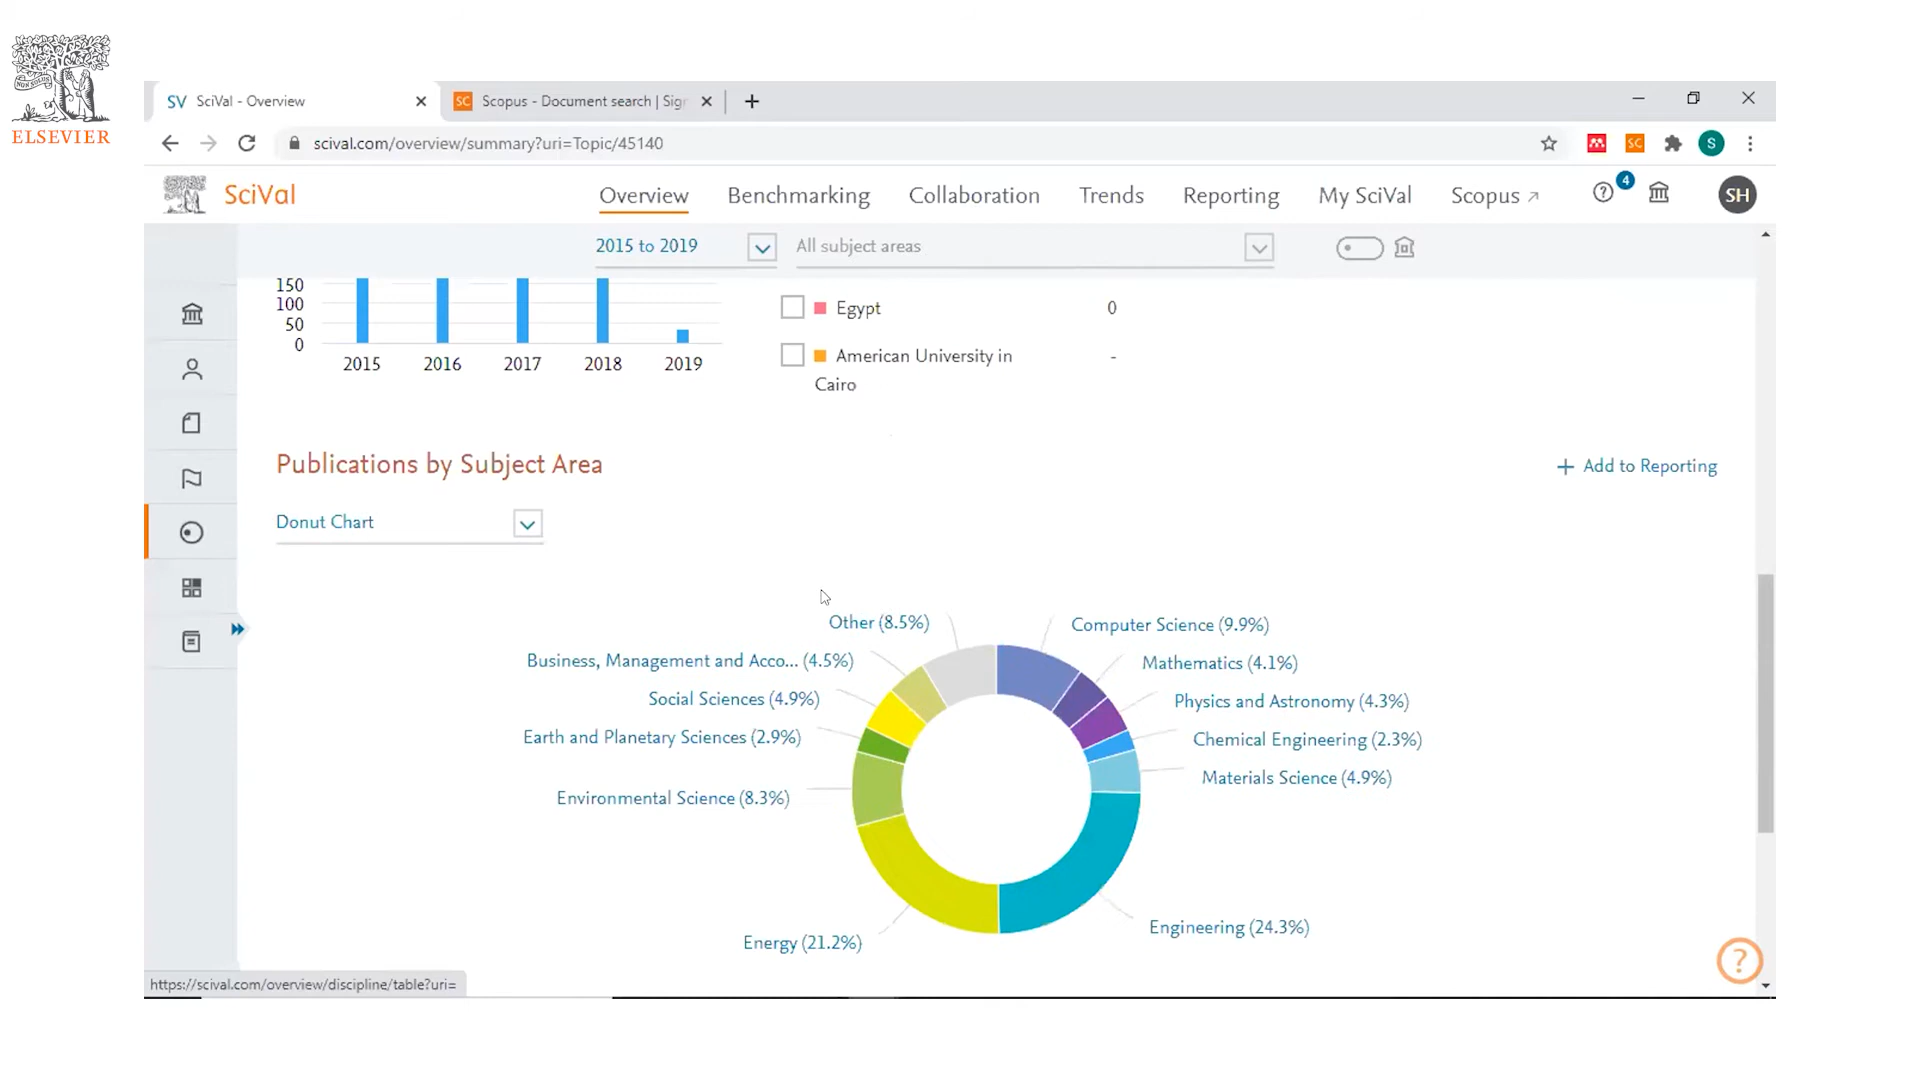 ELSEVIER
SciVal - Overview
Scopus - Document search | Sig
scival.com/overview/summary?uri=Topic/45140
SciVal
Overview
Benchmarking
Collaboration
Trends
Reporting
My SciVal
Scopus
4
SH
2015 to 2019
All subject areas
150
100
50
0
2015
2016
2017
2018
2019
Egypt
0
American University in
Cairo
-
Publications by Subject Area
Add to Reporting
Donut Chart
Other (8.5%)
Computer Science (9.9%)
Business, Management and Acco... (4.5%)
Mathematics (4.1%)
Social Sciences (4.9%)
Physics and Astronomy (4.3%)
Earth and Planetary Sciences (2.9%)
Chemical Engineering (2.3%)
Materials Science (4.9%)
Environmental Science (8.3%)
Engineering (24.3%)
Energy (21.2%)
https://scival.com/overview/discipline/table?uri=